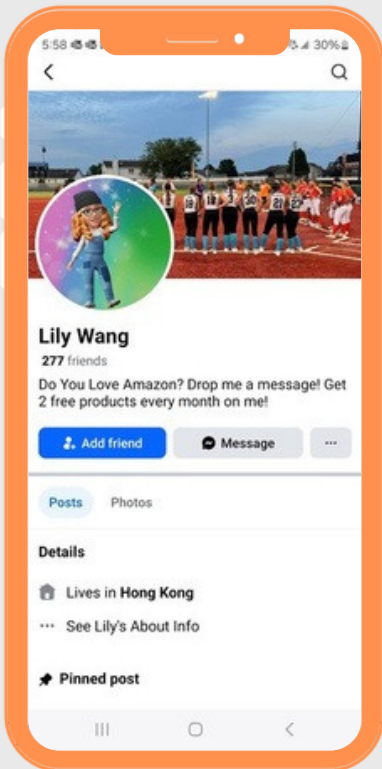 5:58
30%
Lily Wang
277 friends
Do You Love Amazon? Drop me a message! Get
2 free products every month on me!
Add friend
Message
Posts
Photos
Details
Lives in Hong Kong
See Lily's About Info
Pinned post